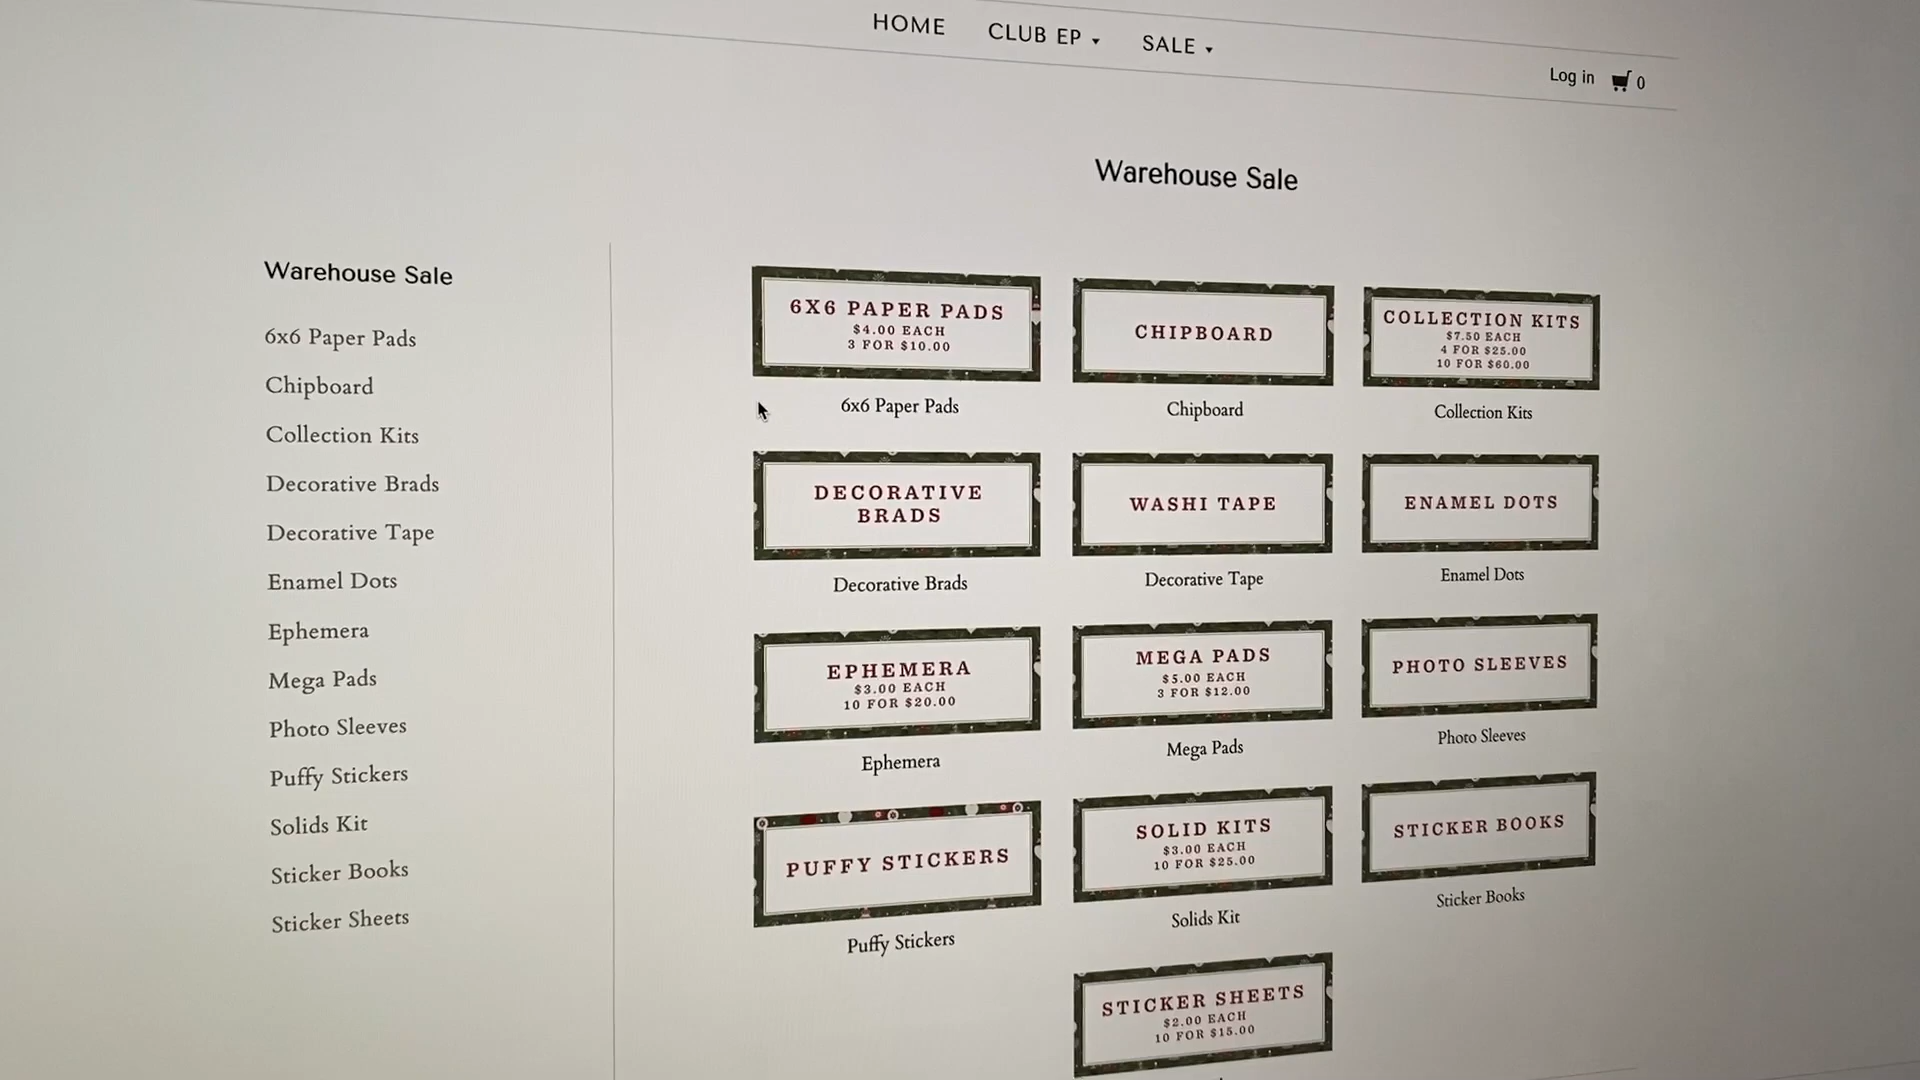 HOME
CLUB EP
SALE
Log in
0
Warehouse Sale
Warehouse Sale
6x6 Paper Pads
Chipboard
Collection Kits
Decorative Brads
Decorative Tape
Enamel Dots
Ephemera
Mega Pads
Photo Sleeves
Puffy Stickers
Solids Kit
Sticker Books
Sticker Sheets
6X6 PAPER PADS
$4.00 EACH
3 FOR $10.00
6x6 Paper Pads
CHIPBOARD
Chipboard
COLLECTION KITS
$7.50 EACH
4 FOR $25.00
10 FOR $60.00
Collection Kits
DECORATIVE
BRADS
Decorative Brads
WASHI TAPE
Decorative Tape
ENAMEL DOTS
Enamel Dots
EPHEMERA
$3.00 EACH
10 FOR $20.00
Ephemera
MEGA PADS
$5.00 EACH
3 FOR $12.00
Mega Pads
PHOTO SLEEVES
Photo Sleeves
PUFFY STICKERS
Puffy Stickers
SOLID KITS
$3.00 EACH
10 FOR $25.00
Solids Kit
STICKER BOOKS
Sticker Books
STICKER SHEETS
$2.00 EACH
10 FOR $15.00